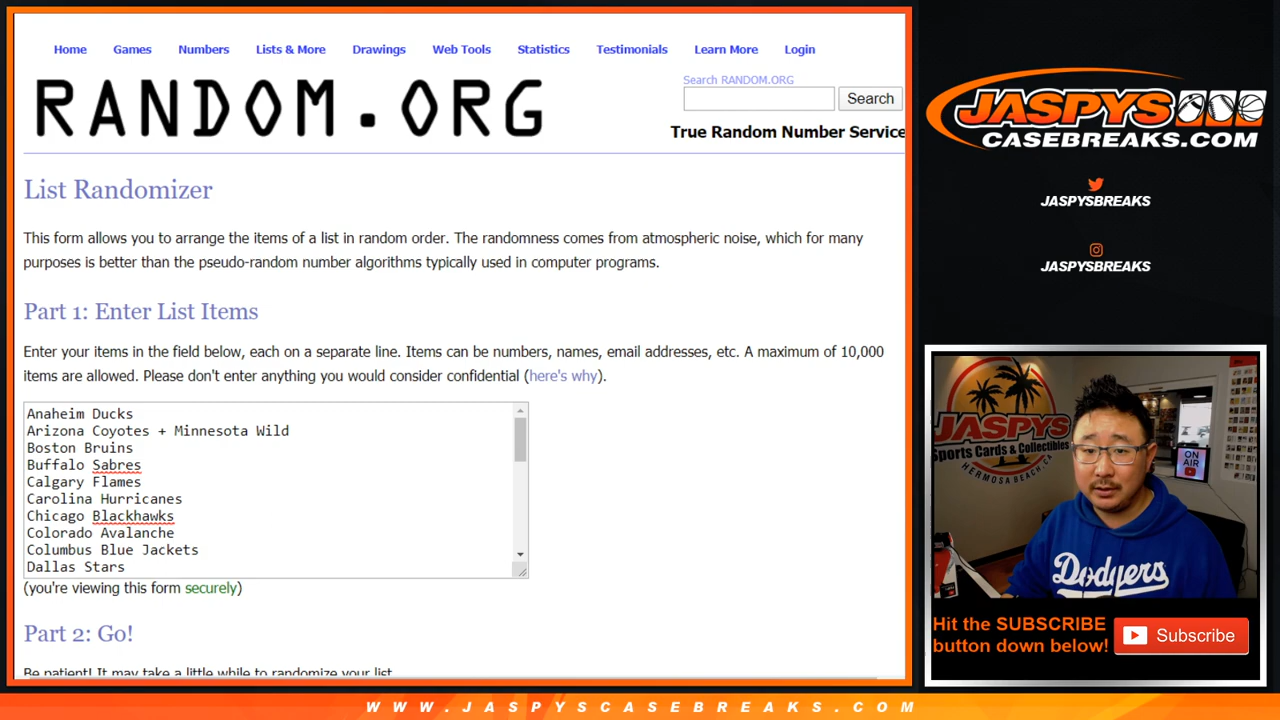 Home Games Numbers Lists & More Drawings Web Tools Statistics Testimonials Learn More Login
RANDOM.ORG
Search RANDOM.ORG
Search
True Random Number Service
List Randomizer
This form allows you to arrange the items of a list in random order. The randomness comes from atmospheric noise, which for many
purposes is better than the pseudo-random number algorithms typically used in computer programs.
Part 1: Enter List Items
Enter your items in the field below, each on a separate line. Items can be numbers, names, email addresses, etc. A maximum of 10,000
items are allowed. Please don't enter anything you would consider confidential (here's why).
Anaheim Ducks
Arizona Coyotes + Minnesota Wild
Boston Bruins
Buffalo Sabres
Calgary Flames
Carolina Hurricanes
Chicago Blackhawks
Colorado Avalanche
Columbus Blue Jackets
Dallas Stars
(you're viewing this form securely)
Part 2: Go!
Be patient! It may take a little while to randomize your list
JASPYS
CASEBREAKS.COM
JASPYSBREAKS
JASPYSBREAKS
JASPYS
Sports Cards & Collectibles
HERMOSA BEACH, CA
ON
AIR
Dodgers
Hit the SUBSCRIBE
button down below!
Subscribe
WWW.JASPYSCASEBREAKS.COM